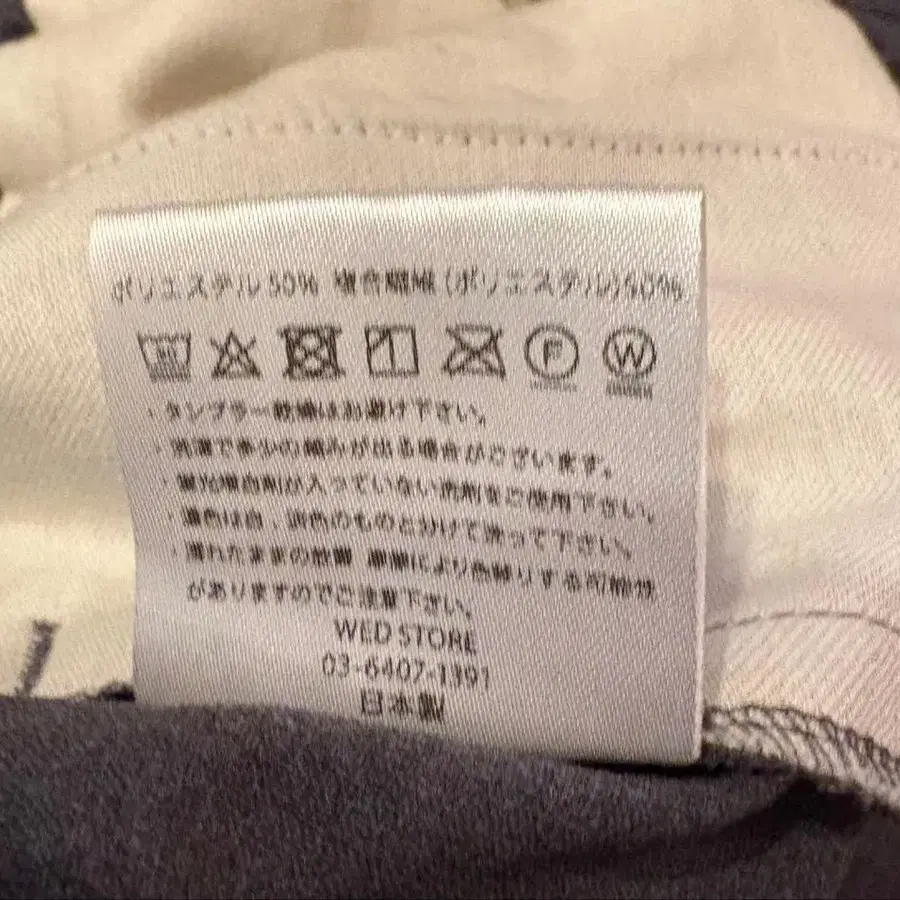 ポリエステル50% 複合繊維(ポリエステル)50%
F W
・タンブラー乾燥はお避け下さい。
・洗濯で多少の縮みが出る場合がございます。
・蛍光増白剤が入っていない洗剤をご使用下さい。
・濃色は白、淡色のものと分けて洗って下さい。
・濡れたままの放置 摩擦により色移りする可能性
がありますのでご注意下さい。
WED STORE
03-6407-1391
日本製